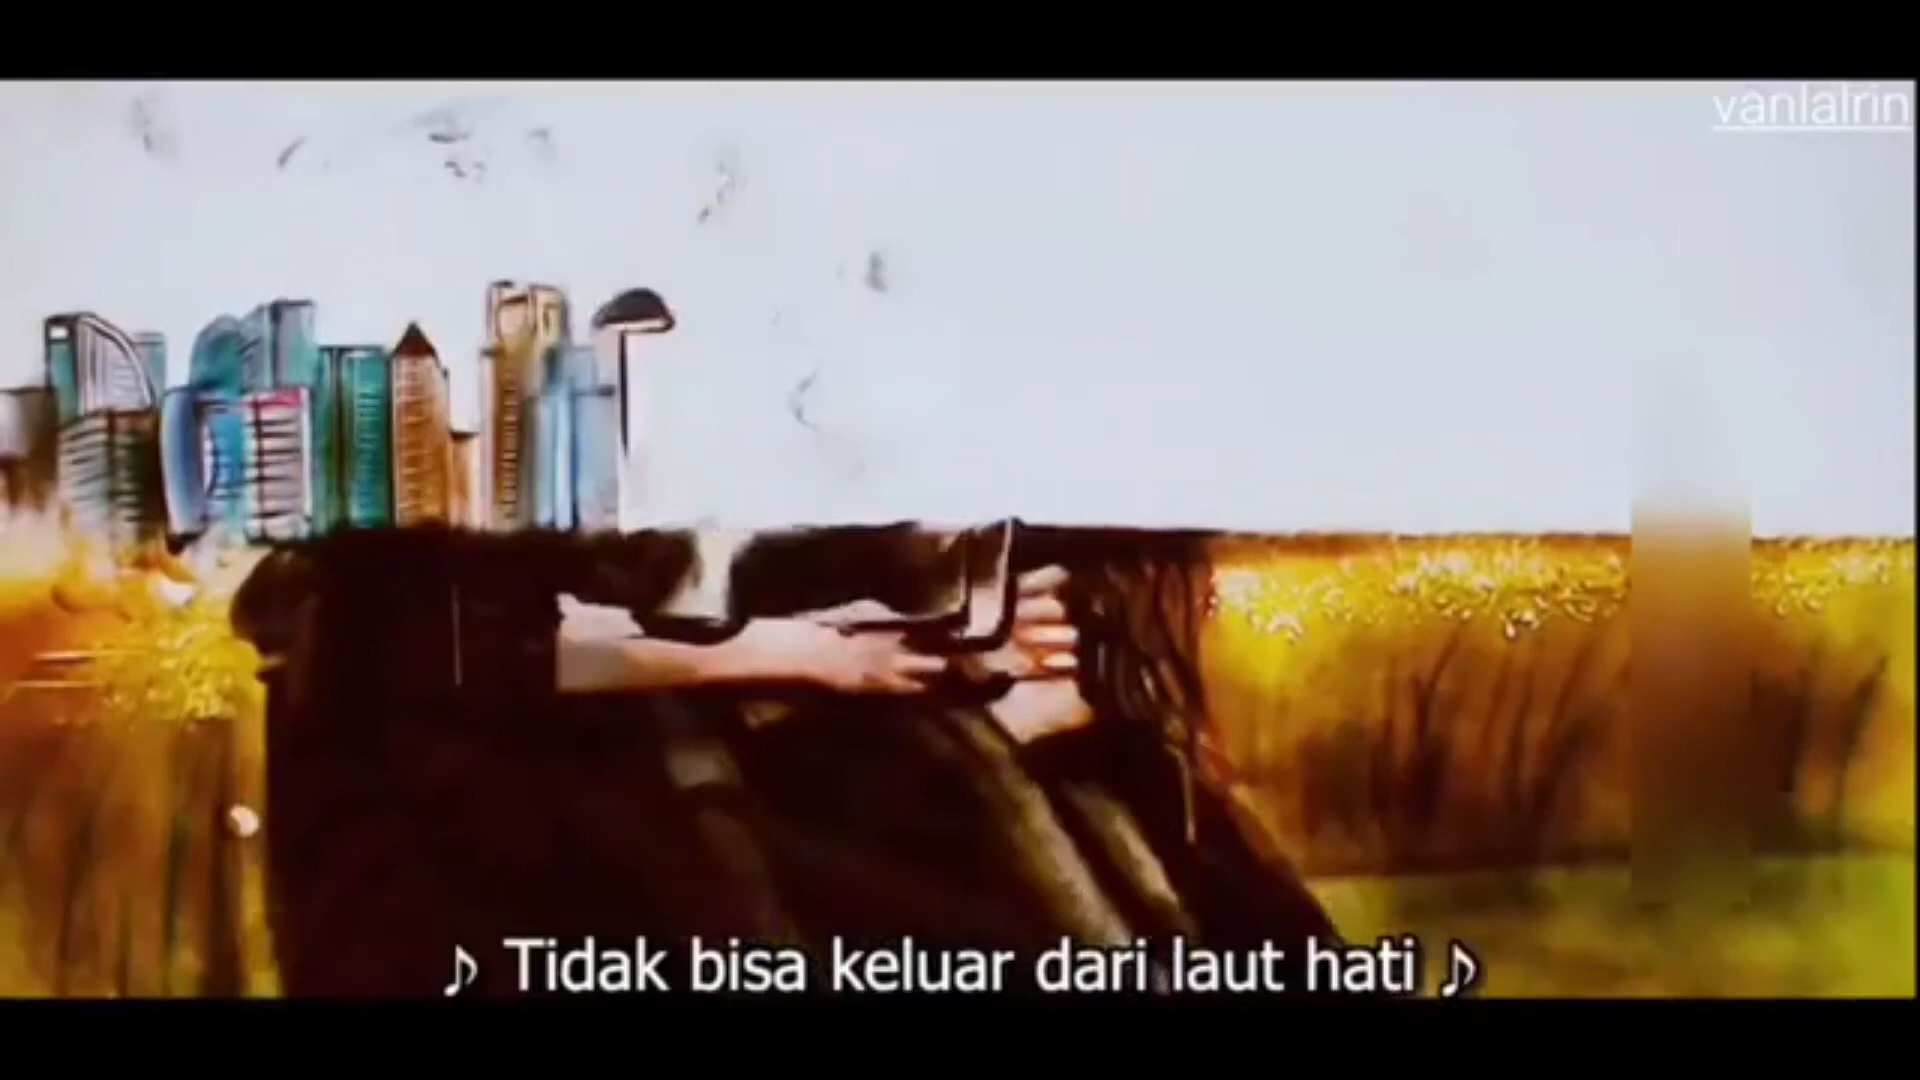 vanlalrin
♪ Tidak bisa keluar dari laut hati ♪